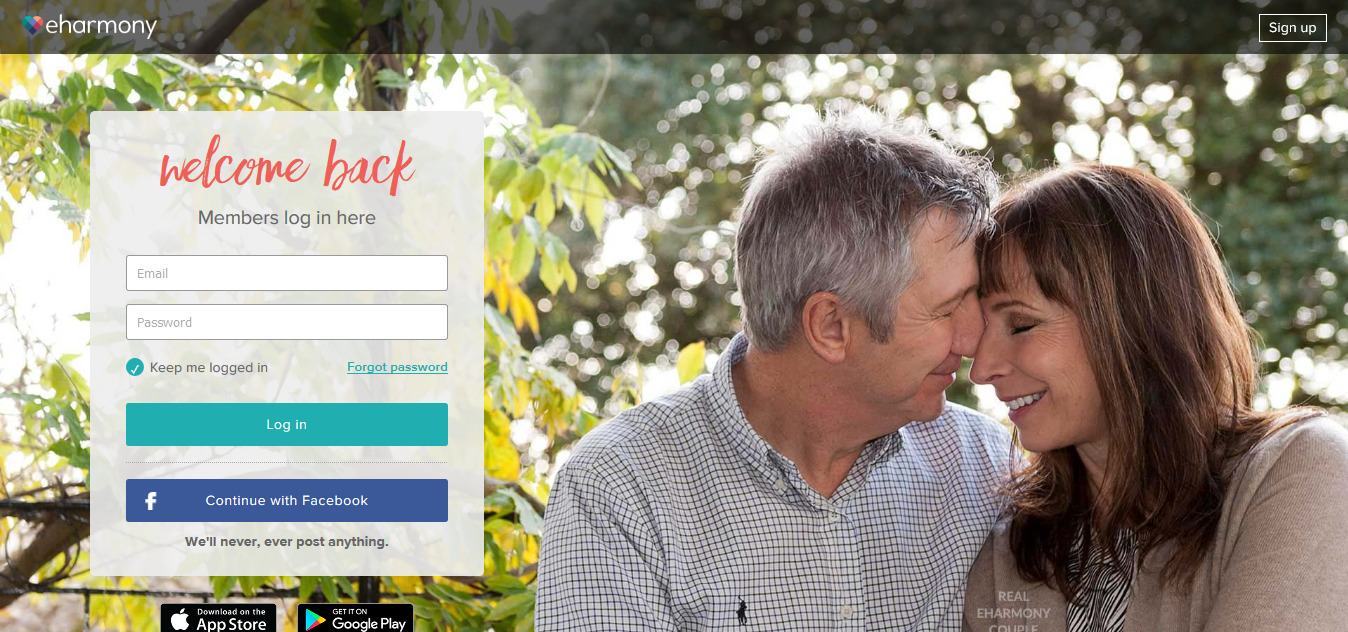 eharmony
Sign up
welcome back
Members log in here
Email
Password
Keep me logged in
Forgot password
Log in
f
Continue with Facebook
We'll never, ever post anything.
Download on the
App Store
GET IT ON
Google Play
REAL
EHARMONY
COUPLE